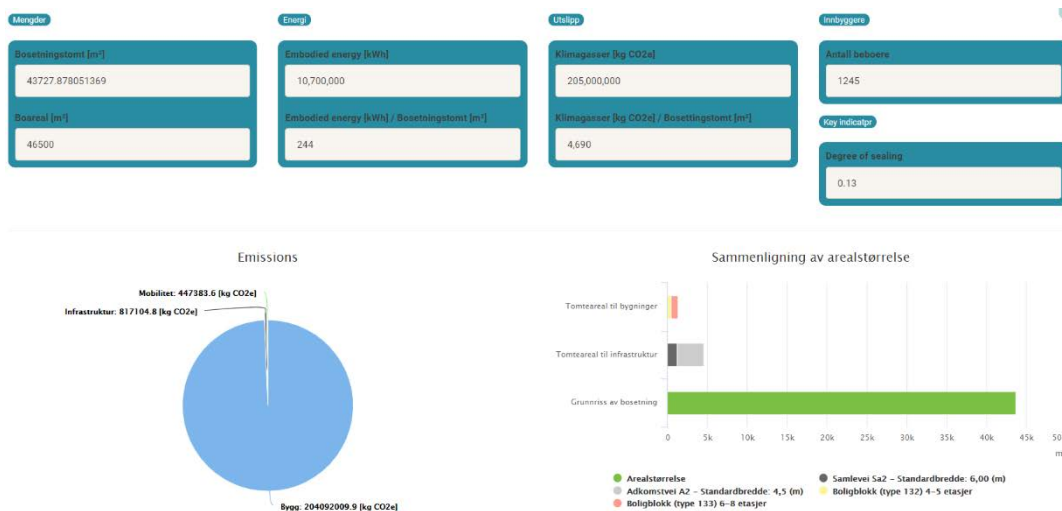 Mengder
Bosetningstomt [m²]
43727.878051369
Boareal [m²]
46500
Energi
Embodied energy [kWh]
10,700,000
Embodied energy [kWh] / Bosetningstomt [m²]
244
Utslipp
Klimagasser [kg CO2e]
205,000,000
Klimagasser [kg CO2e] / Bosettingstomt [m²]
4,690
Innbyggere
Antall beboere
1245
Key indicatpr
Degree of sealing
0.13
Emissions
Mobilitet: 447383.6 [kg CO2e]
Infrastruktur: 817104.8 [kg CO2e]
Bygg: 204092009.9 [kg CO2e]
Sammenligning av arealstørrelse
Tomteareal til bygninger
Tomteareal til infrastruktur
Grunnriss av bosetning
0 5k 10k 15k 20k 25k 30k 35k 40k 45k 50
m
Arealstørrelse
Samlevei Sa2 – Standardbredde: 6,00 (m)
Adkomstvei A2 – Standardbredde: 4,5 (m)
Boligblokk (type 132) 4–5 etasjer
Boligblokk (type 133) 6–8 etasjer